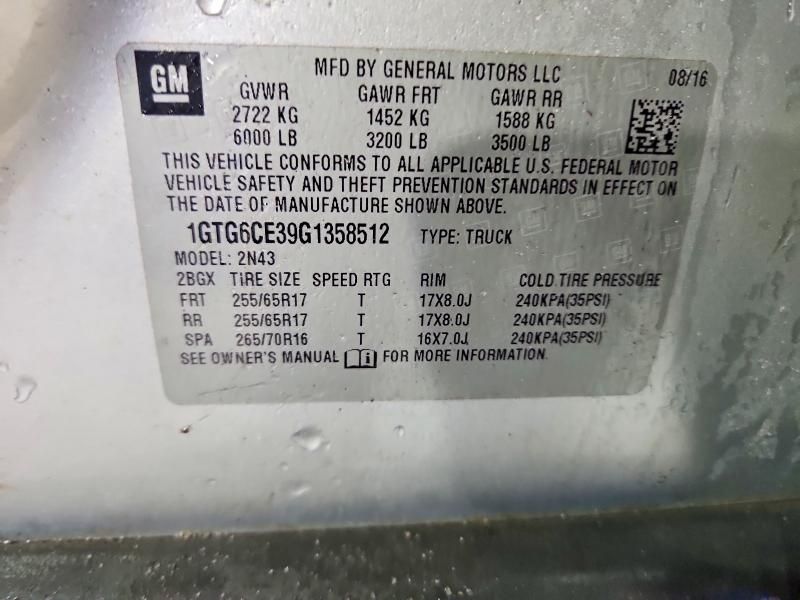 GM
MFD BY GENERAL MOTORS LLC 08/16
GVWR GAWR FRT GAWR RR
2722 KG 1452 KG 1588 KG
6000 LB 3200 LB 3500 LB
THIS VEHICLE CONFORMS TO ALL APPLICABLE U.S. FEDERAL MOTOR
VEHICLE SAFETY AND THEFT PREVENTION STANDARDS IN EFFECT ON
THE DATE OF MANUFACTURE SHOWN ABOVE.
1GTG6CE39G1358512 TYPE: TRUCK
MODEL: 2N43
2BGX TIRE SIZE SPEED RTG RIM COLD TIRE PRESSURE
FRT 255/65R17 T 17X8.0J 240KPA(35PSI)
RR 255/65R17 T 17X8.0J 240KPA(35PSI)
SPA 265/70R16 T 16X7.0J 240KPA(35PSI)
SEE OWNER'S MANUAL i FOR MORE INFORMATION.